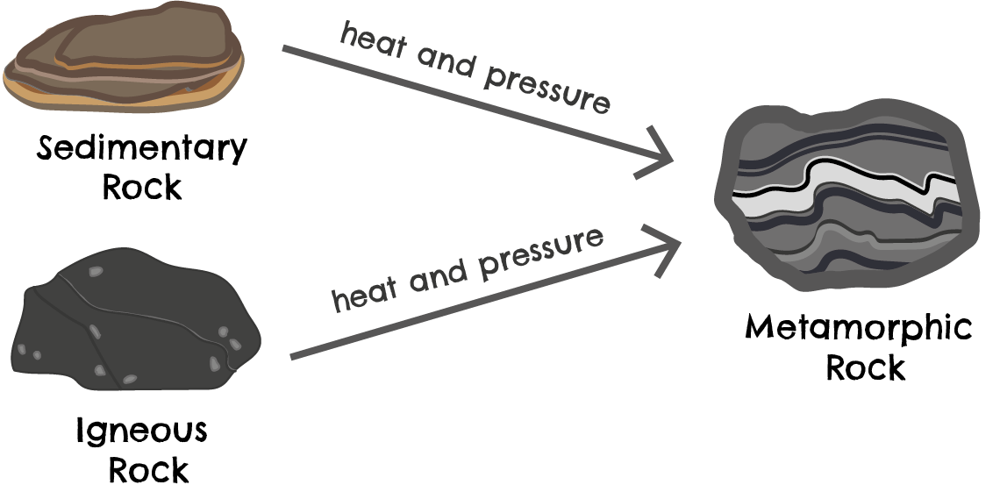 heat and pressure
Sedimentary
Rock
heat and pressure
Igneous
Rock
Metamorphic
Rock